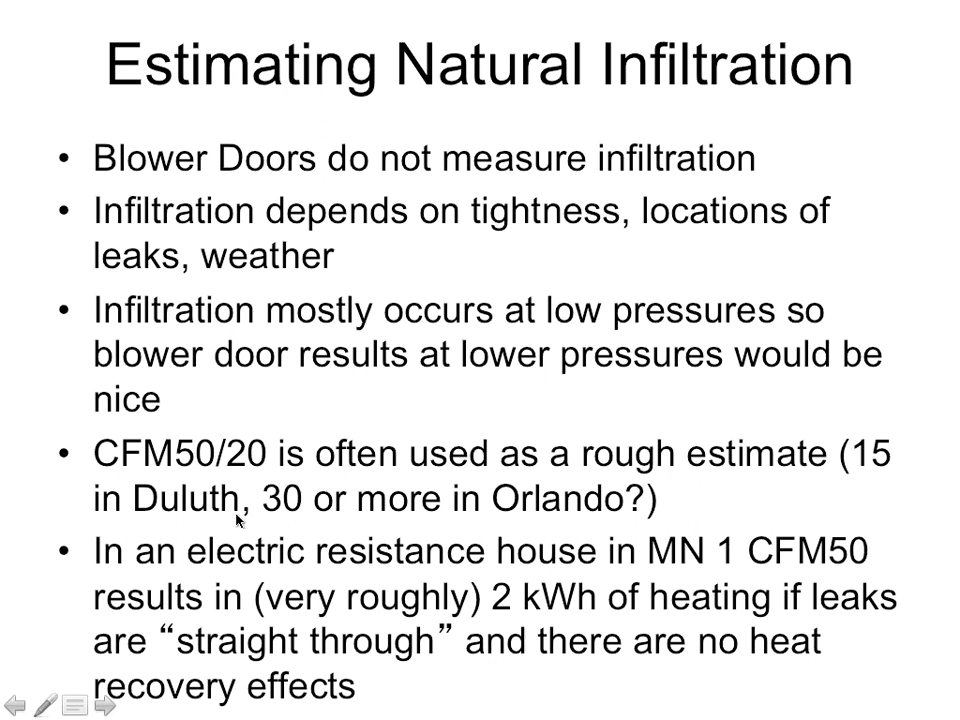 Estimating Natural Infiltration
• Blower Doors do not measure infiltration
• Infiltration depends on tightness, locations of
leaks, weather
• Infiltration mostly occurs at low pressures so
blower door results at lower pressures would be
nice
• CFM50/20 is often used as a rough estimate (15
in Duluth, 30 or more in Orlando?)
• In an electric resistance house in MN 1 CFM50
results in (very roughly) 2 kWh of heating if leaks
are “straight through” and there are no heat
recovery effects